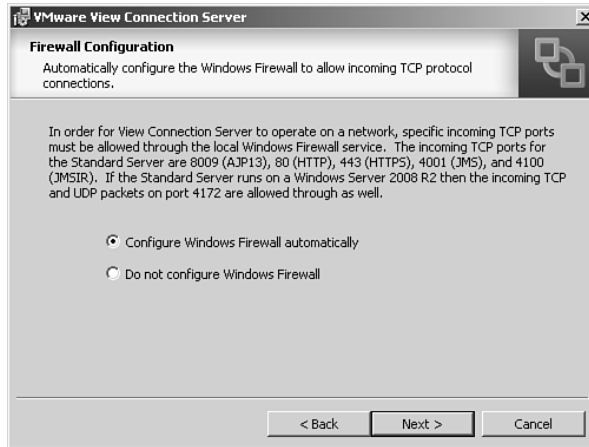 VMware View Connection Server
Firewall Configuration
Automatically configure the Windows Firewall to allow incoming TCP protocol
connections.
In order for View Connection Server to operate on a network, specific incoming TCP ports
must be allowed through the local Windows Firewall service. The incoming TCP ports for
the Standard Server are 8009 (AJP13), 80 (HTTP), 443 (HTTPS), 4001 (JMS), and 4100
(JMSIR). If the Standard Server runs on a Windows Server 2008 R2 then the incoming TCP
and UDP packets on port 4172 are allowed through as well.
Configure Windows Firewall automatically
Do not configure Windows Firewall
< Back Next > Cancel